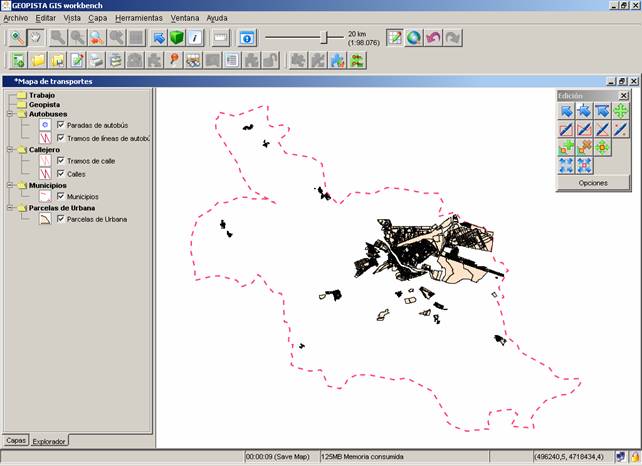 GEOPISTA GIS workbench
Archivo Editar Vista Capa Herramientas Ventana Ayuda
20 km
(1:98.076)
*Mapa de transportes
Trabajo
Geopista
Autobuses
Paradas de autobús
Tramos de líneas de autobú
Callejero
Tramos de calle
Calles
Municipios
Municipios
Parcelas de Urbana
Parcelas de Urbana
Edición
Opciones
Capas Explorador
00:00:09 (Save Map) 125MB Memoria consumida (496240,5, 4718434,4)